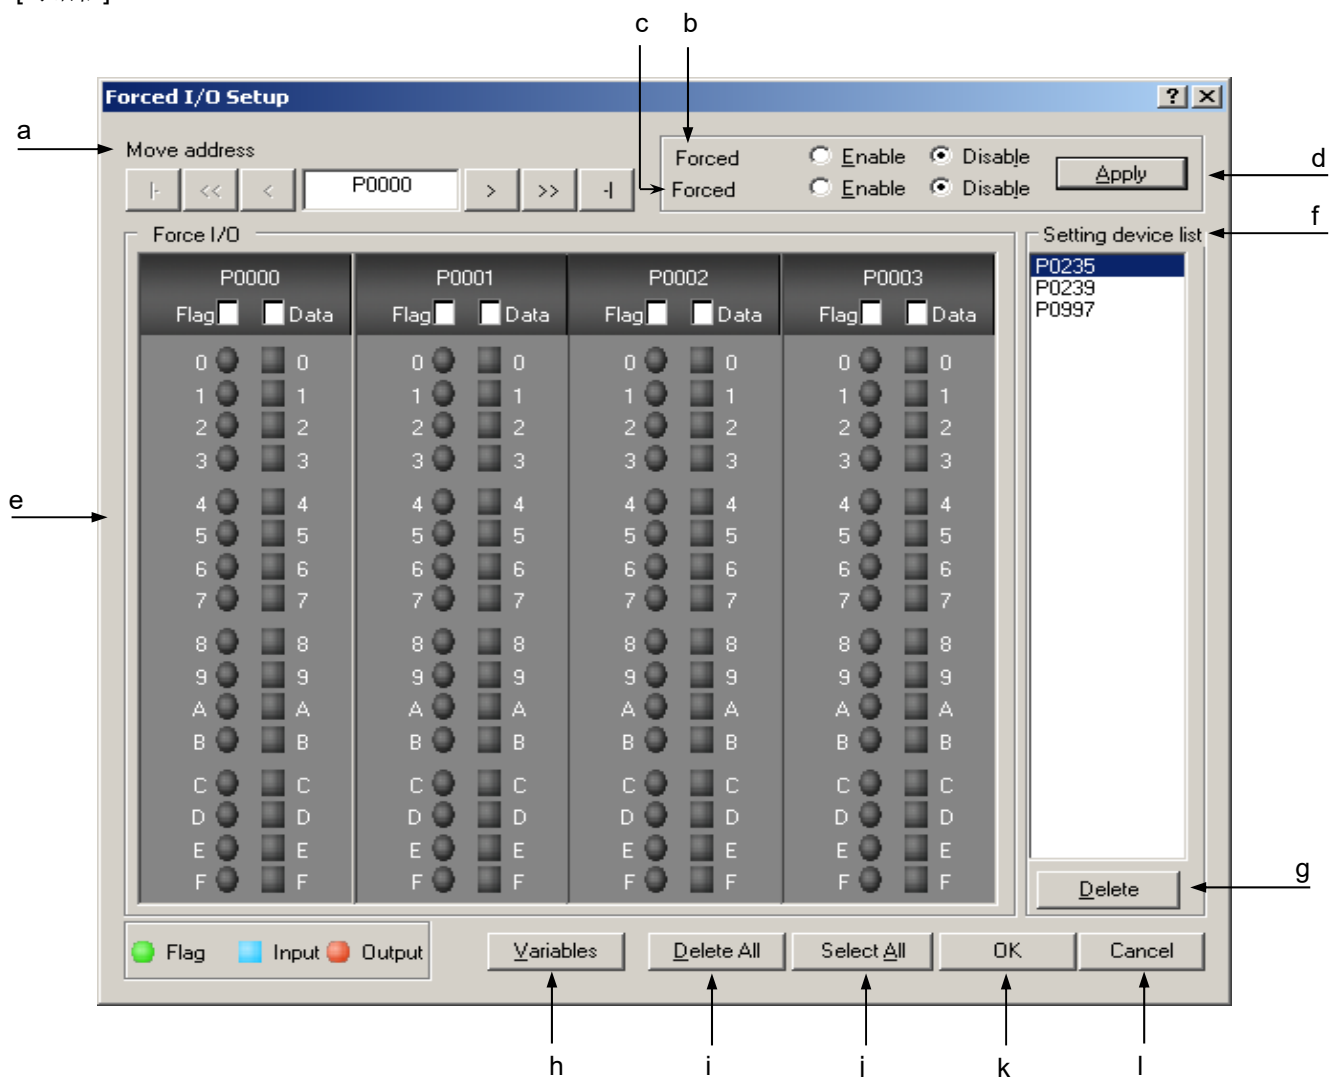 c b
Forced I/O Setup
? X
a
Move address
Forced Enable Disable
Forced Enable Disable
Apply
d
|- << < P0000 > >> -|
f
Force I/O
Setting device list
P0000 P0001 P0002 P0003
Flag Data Flag Data Flag Data Flag Data
0 0 0 0 0 0 0 0
1 1 1 1 1 1 1 1
2 2 2 2 2 2 2 2
3 3 3 3 3 3 3 3
4 4 4 4 4 4 4 4
5 5 5 5 5 5 5 5
6 6 6 6 6 6 6 6
7 7 7 7 7 7 7 7
8 8 8 8 8 8 8 8
9 9 9 9 9 9 9 9
A A A A A A A A
B B B B B B B B
C C C C C C C C
D D D D D D D D
E E E E E E E E
F F F F F F F F
e
P0235
P0239
P0997
g
Delete
Flag Input Output
Variables Delete All Select All OK Cancel
h i j k l